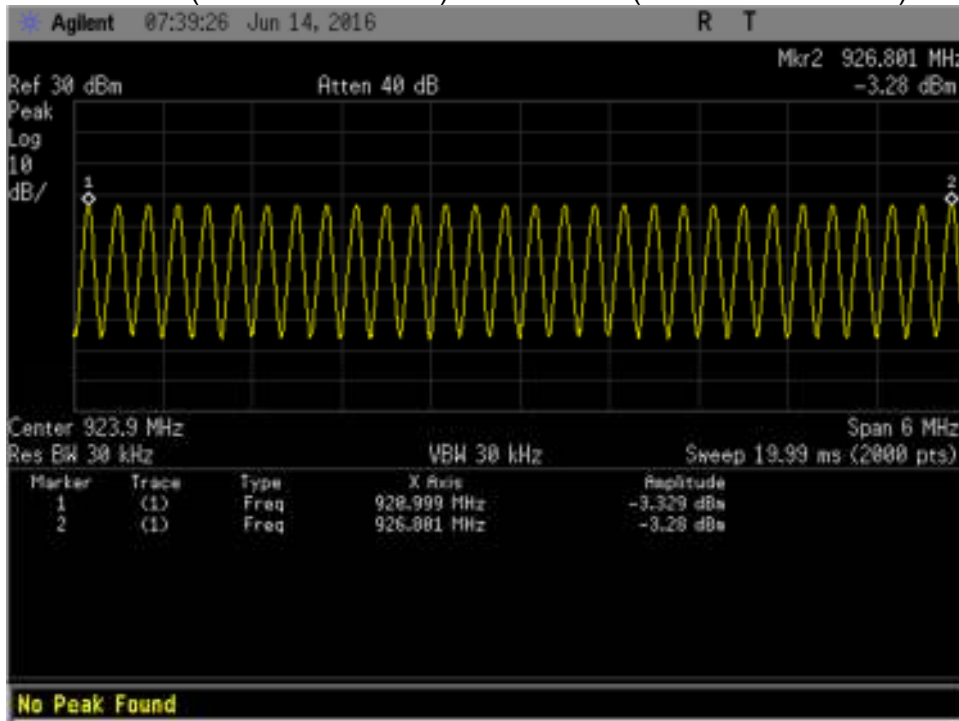 Agilent 07:39:26 Jun 14, 2016 R T
Mkr2 926.801 MHz
Ref 30 dBm Atten 40 dB -3.28 dBm
Peak
Log
10
dB/
1 2
Center 923.9 MHz Span 6 MHz
Res BW 30 kHz VBW 30 kHz Sweep 19.99 ms (2000 pts)
Marker Trace Type X Axis Amplitude
1 (1) Freq 920.999 MHz -3.329 dBm
2 (1) Freq 926.801 MHz -3.28 dBm
No Peak Found